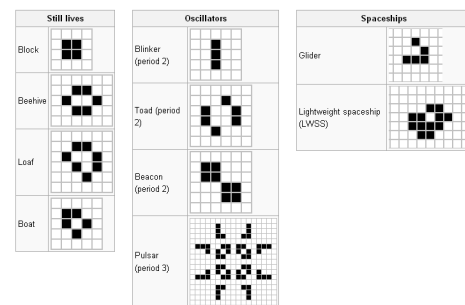 Still lives
Block
Beehive
Loaf
Boat
Oscillators
Blinker
(period 2)
Toad (period
2)
Beacon
(period 2)
Pulsar
(period 3)
Spaceships
Glider
Lightweight spaceship
(LWSS)